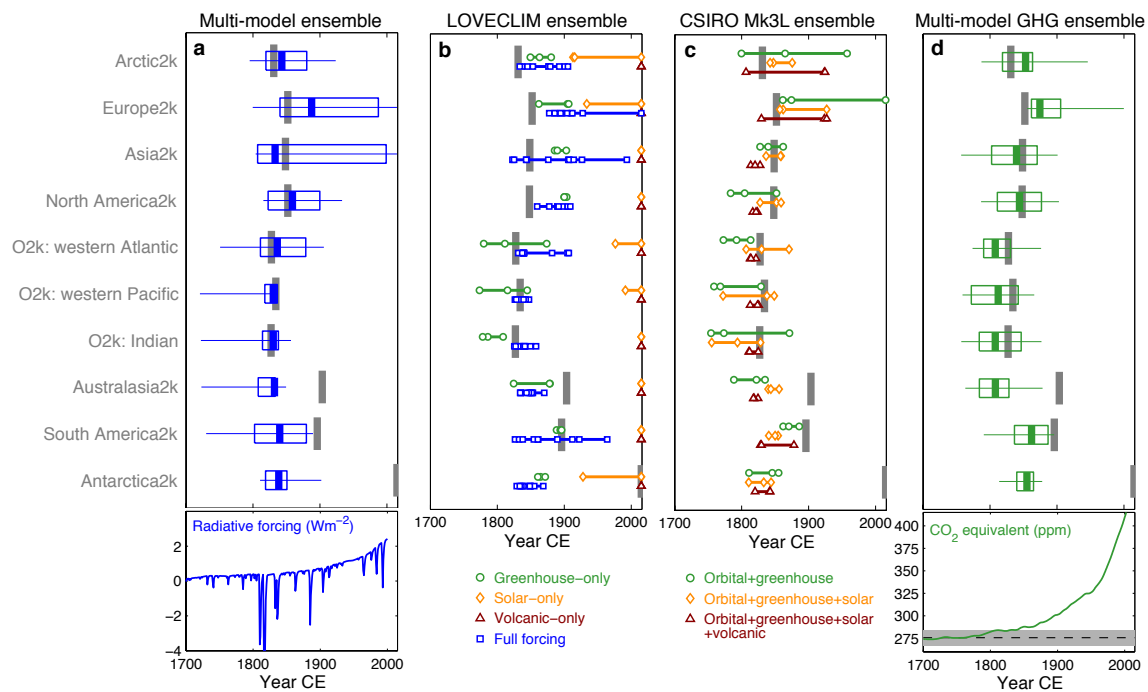 Multi-model ensemble
LOVECLIM ensemble
CSIRO Mk3L ensemble
Multi-model GHG ensemble
a
b
c
d
Arctic2k
Europe2k
Asia2k
North America2k
O2k: western Atlantic
O2k: western Pacific
O2k: Indian
Australasia2k
South America2k
Antarctica2k
1700 1800 1900 2000
Year CE
1700 1800 1900 2000
Year CE
Radiative forcing (Wm−2)
2
0
−2
−4
1700 1800 1900 2000
Year CE
Greenhouse−only
Solar−only
Volcanic−only
Full forcing
Orbital+greenhouse
Orbital+greenhouse+solar
Orbital+greenhouse+solar
+volcanic
CO2 equivalent (ppm)
400
375
350
325
300
275
1700 1800 1900 2000
Year CE